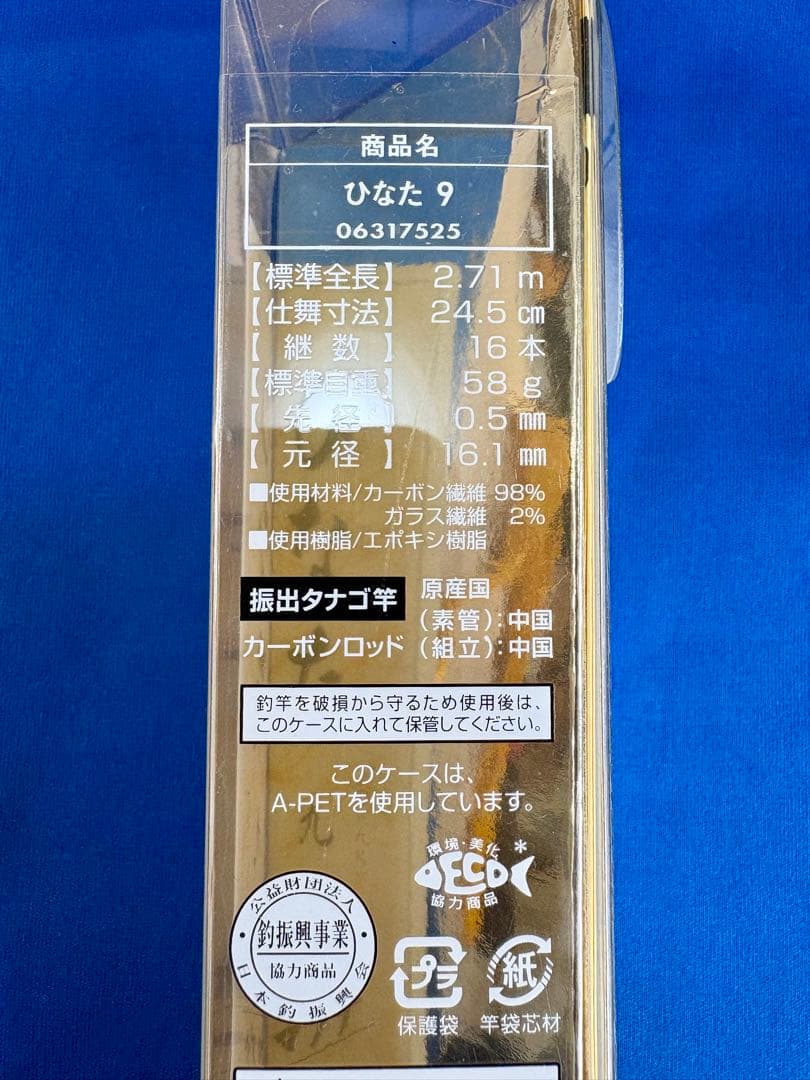 商品名
ひなた 9
06317525
【標準全長】 2.71 m
【仕舞寸法】 24.5 cm
【 継 数 】 16 本
【標準自重】 58 g
【 先 径 】 0.5 mm
【 元 径 】 16.1 mm
■使用材料/カーボン繊維 98%
ガラス繊維 2%
■使用樹脂/エポキシ樹脂
振出タナゴ竿
カーボンロッド
原産国
(素管):中国
(組立):中国
釣竿を破損から守るため使用後は、
このケースに入れて保管してください。
このケースは、
A-PETを使用しています。
環境・美化
DECO
協力商品
公益財団法人
釣振興事業
協力商品
日本釣振興会
プラ
保護袋
紙
竿袋芯材